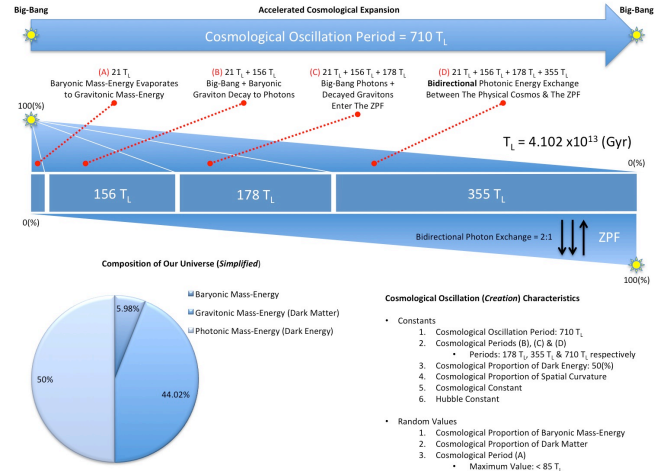 Big-Bang
Accelerated Cosmological Expansion
Big-Bang
Cosmological Oscillation Period = 710 TL
(A) 21 TL
Baryonic Mass-Energy Evaporates
to Gravitonic Mass-Energy
(B) 21 TL + 156 TL
Big-Bang + Baryonic
Graviton Decay to Photons
(C) 21 TL + 156 TL + 178 TL
Big-Bang Photons +
Decayed Gravitons
Enter The ZPF
(D) 21 TL + 156 TL + 178 TL + 355 TL
Bidirectional Photonic Energy Exchange
Between The Physical Cosmos & The ZPF
100(%)
TL = 4.102 x10^13 (Gyr)
0(%)
156 TL
178 TL
355 TL
0(%)
Bidirectional Photon Exchange = 2:1
ZPF
100(%)
Composition of Our Universe (Simplified)
5.98%
44.02%
50%
Baryonic Mass-Energy
Gravitonic Mass-Energy (Dark Matter)
Photonic Mass-Energy (Dark Energy)
Cosmological Oscillation (Creation) Characteristics
• Constants
1. Cosmological Oscillation Period: 710 TL
2. Cosmological Periods (B), (C) & (D)
• Periods: 178 TL, 355 TL & 710 TL respectively
3. Cosmological Proportion of Dark Energy: 50(%)
4. Cosmological Proportion of Spatial Curvature
5. Cosmological Constant
6. Hubble Constant
• Random Values
1. Cosmological Proportion of Baryonic Mass-Energy
2. Cosmological Proportion of Dark Matter
3. Cosmological Period (A)
• Maximum Value: < 85 TL